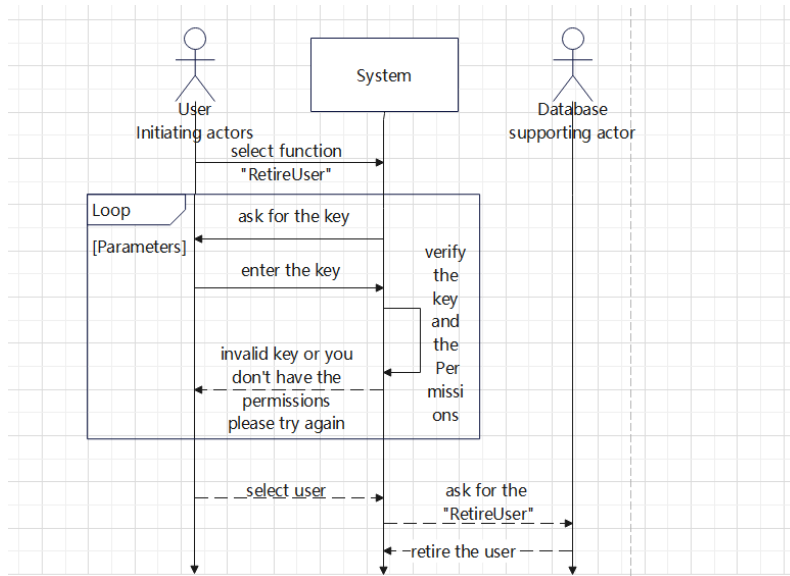 System
User
Initiating actors
Database
supporting actor
select function
"RetireUser"
Loop
[Parameters]
ask for the key
enter the key
verify
the
key
and
the
Per
missi
ons
invalid key or you
don't have the
permissions
please try again
select user
ask for the
"RetireUser"
retire the user